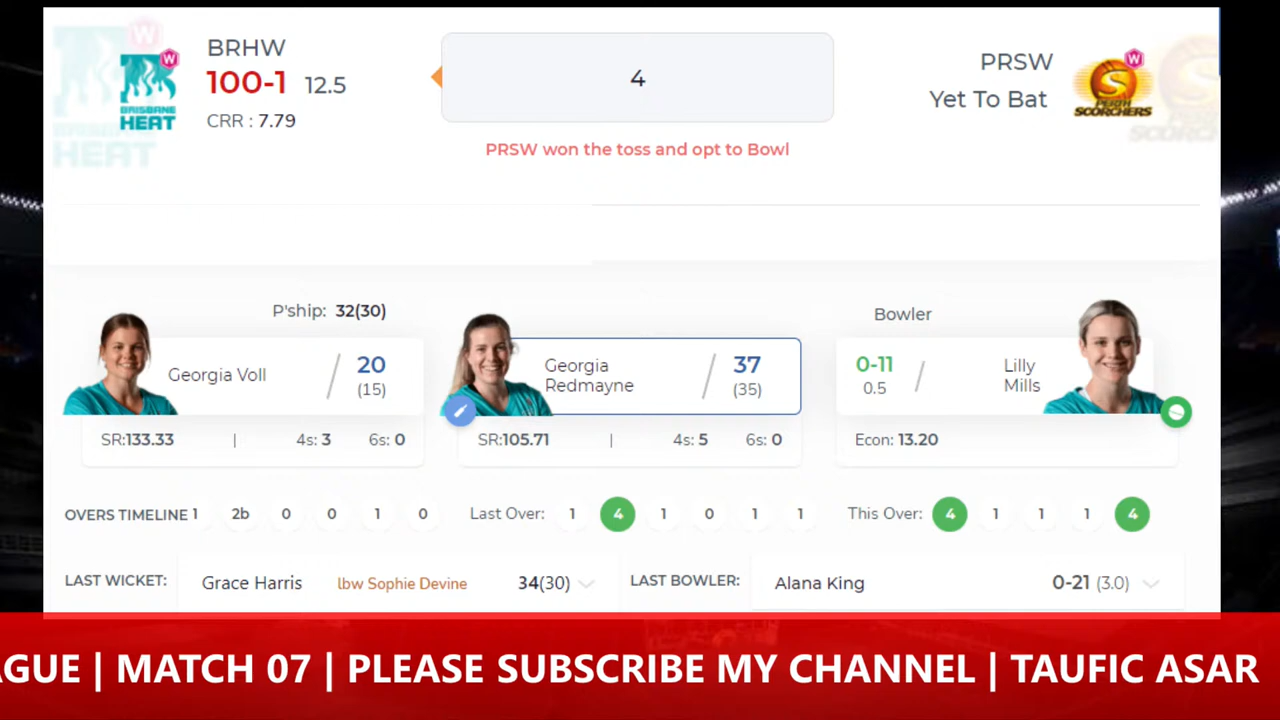 BRHW
100-1 12.5
CRR : 7.79
BRISBANE
HEAT
W
4
PRSW won the toss and opt to Bowl
PRSW
Yet To Bat
W
S
PERTH
SCORCHERS
P'ship: 32(30)
Georgia Voll
20
(15)
SR:133.33 | 4s: 3 6s: 0
Georgia
Redmayne
37
(35)
SR:105.71 | 4s: 5 6s: 0
Bowler
0-11
0.5
Lilly
Mills
Econ: 13.20
OVERS TIMELINE 1 2b 0 0 1 0 Last Over: 1 4 1 0 1 1 This Over: 4 1 1 1 4
LAST WICKET: Grace Harris lbw Sophie Devine 34(30) LAST BOWLER: Alana King 0-21 (3.0)
AGUE | MATCH 07 | PLEASE SUBSCRIBE MY CHANNEL | TAUFIC ASAR